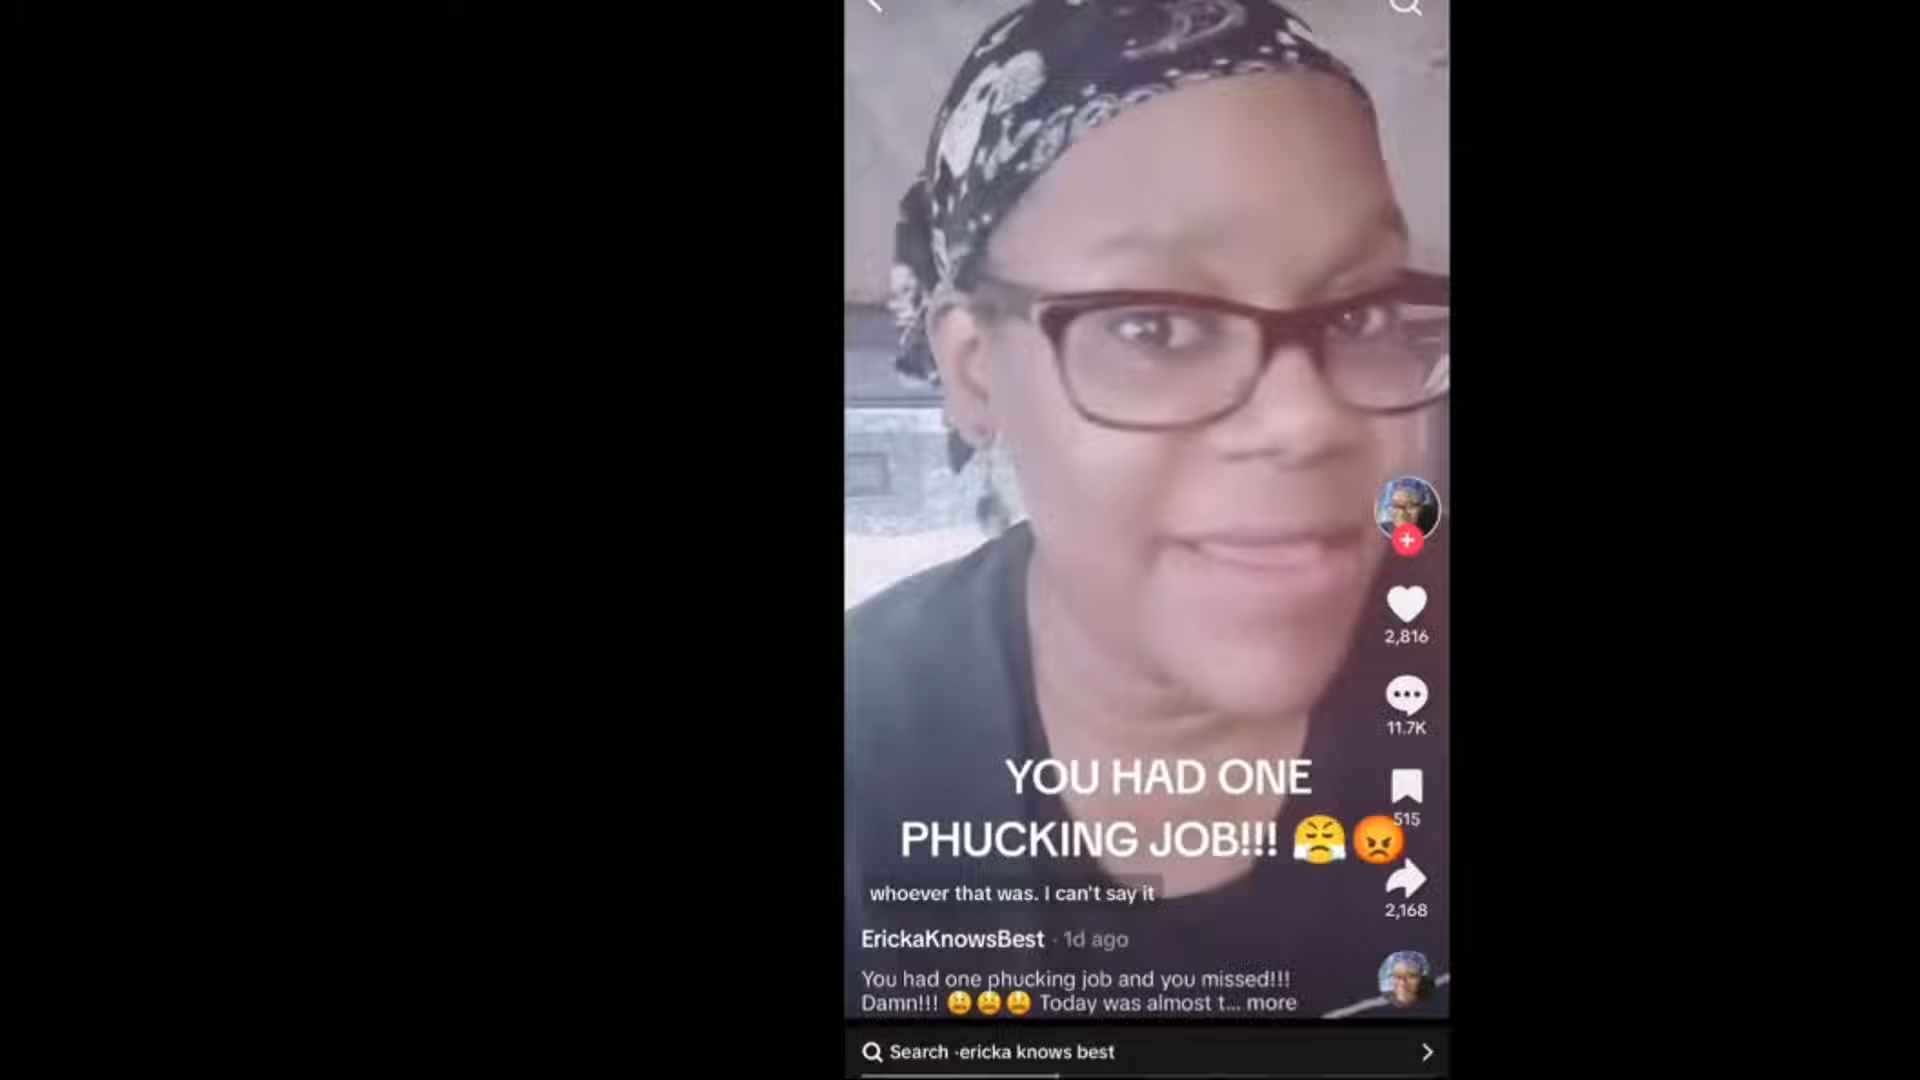 2,816
11.7K
YOU HAD ONE
PHUCKING JOB!!! 😤😡
515
whoever that was. I can't say it
2,168
ErickaKnowsBest · 1d ago
You had one phucking job and you missed!!!
Damn!!! 😫😫😫 Today was almost t... more
Search · ericka knows best